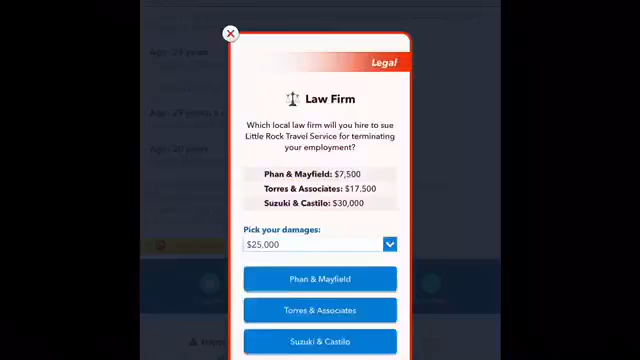 Legal
Law Firm
Which local law firm will you hire to sue
Little Rock Travel Service for terminating
your employment?
Phan & Mayfield: $7,500
Torres & Associates: $17,500
Suzuki & Castilo: $30,000
Pick your damages:
$25,000
Phan & Mayfield
Torres & Associates
Suzuki & Castilo